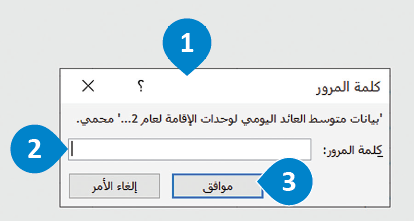 1
كلمة المرور ؟
'بيانات متوسط العائد اليومي لوحدات الإقامة لعام 2...' محمي.
2
كلمة المرور:
3
موافق
إلغاء الأمر